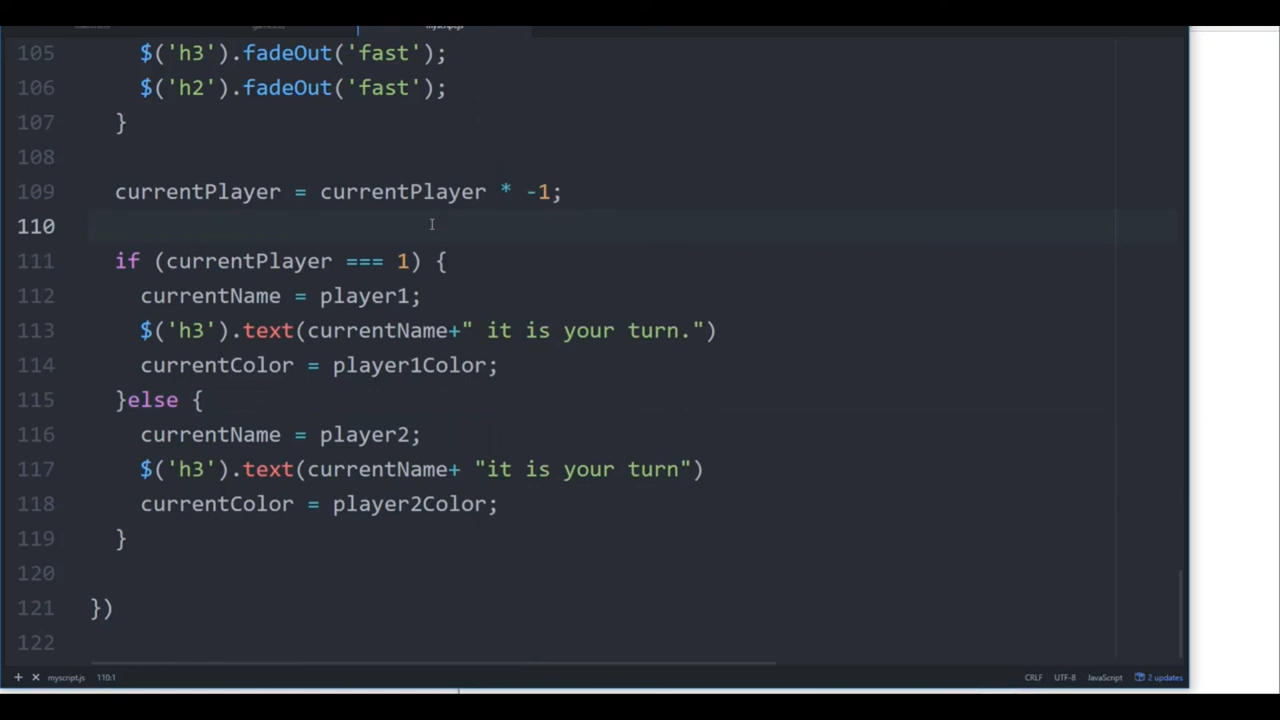 myscript.js
105 $('h3').fadeOut('fast');
106 $('h2').fadeOut('fast');
107 }
108
109 currentPlayer = currentPlayer * -1;
110
111 if (currentPlayer === 1) {
112 currentName = player1;
113 $('h3').text(currentName+" it is your turn.")
114 currentColor = player1Color;
115 }else {
116 currentName = player2;
117 $('h3').text(currentName+ "it is your turn")
118 currentColor = player2Color;
119 }
120
121 })
122
+ × myscript.js 110:1 CRLF UTF-8 JavaScript 2 updates